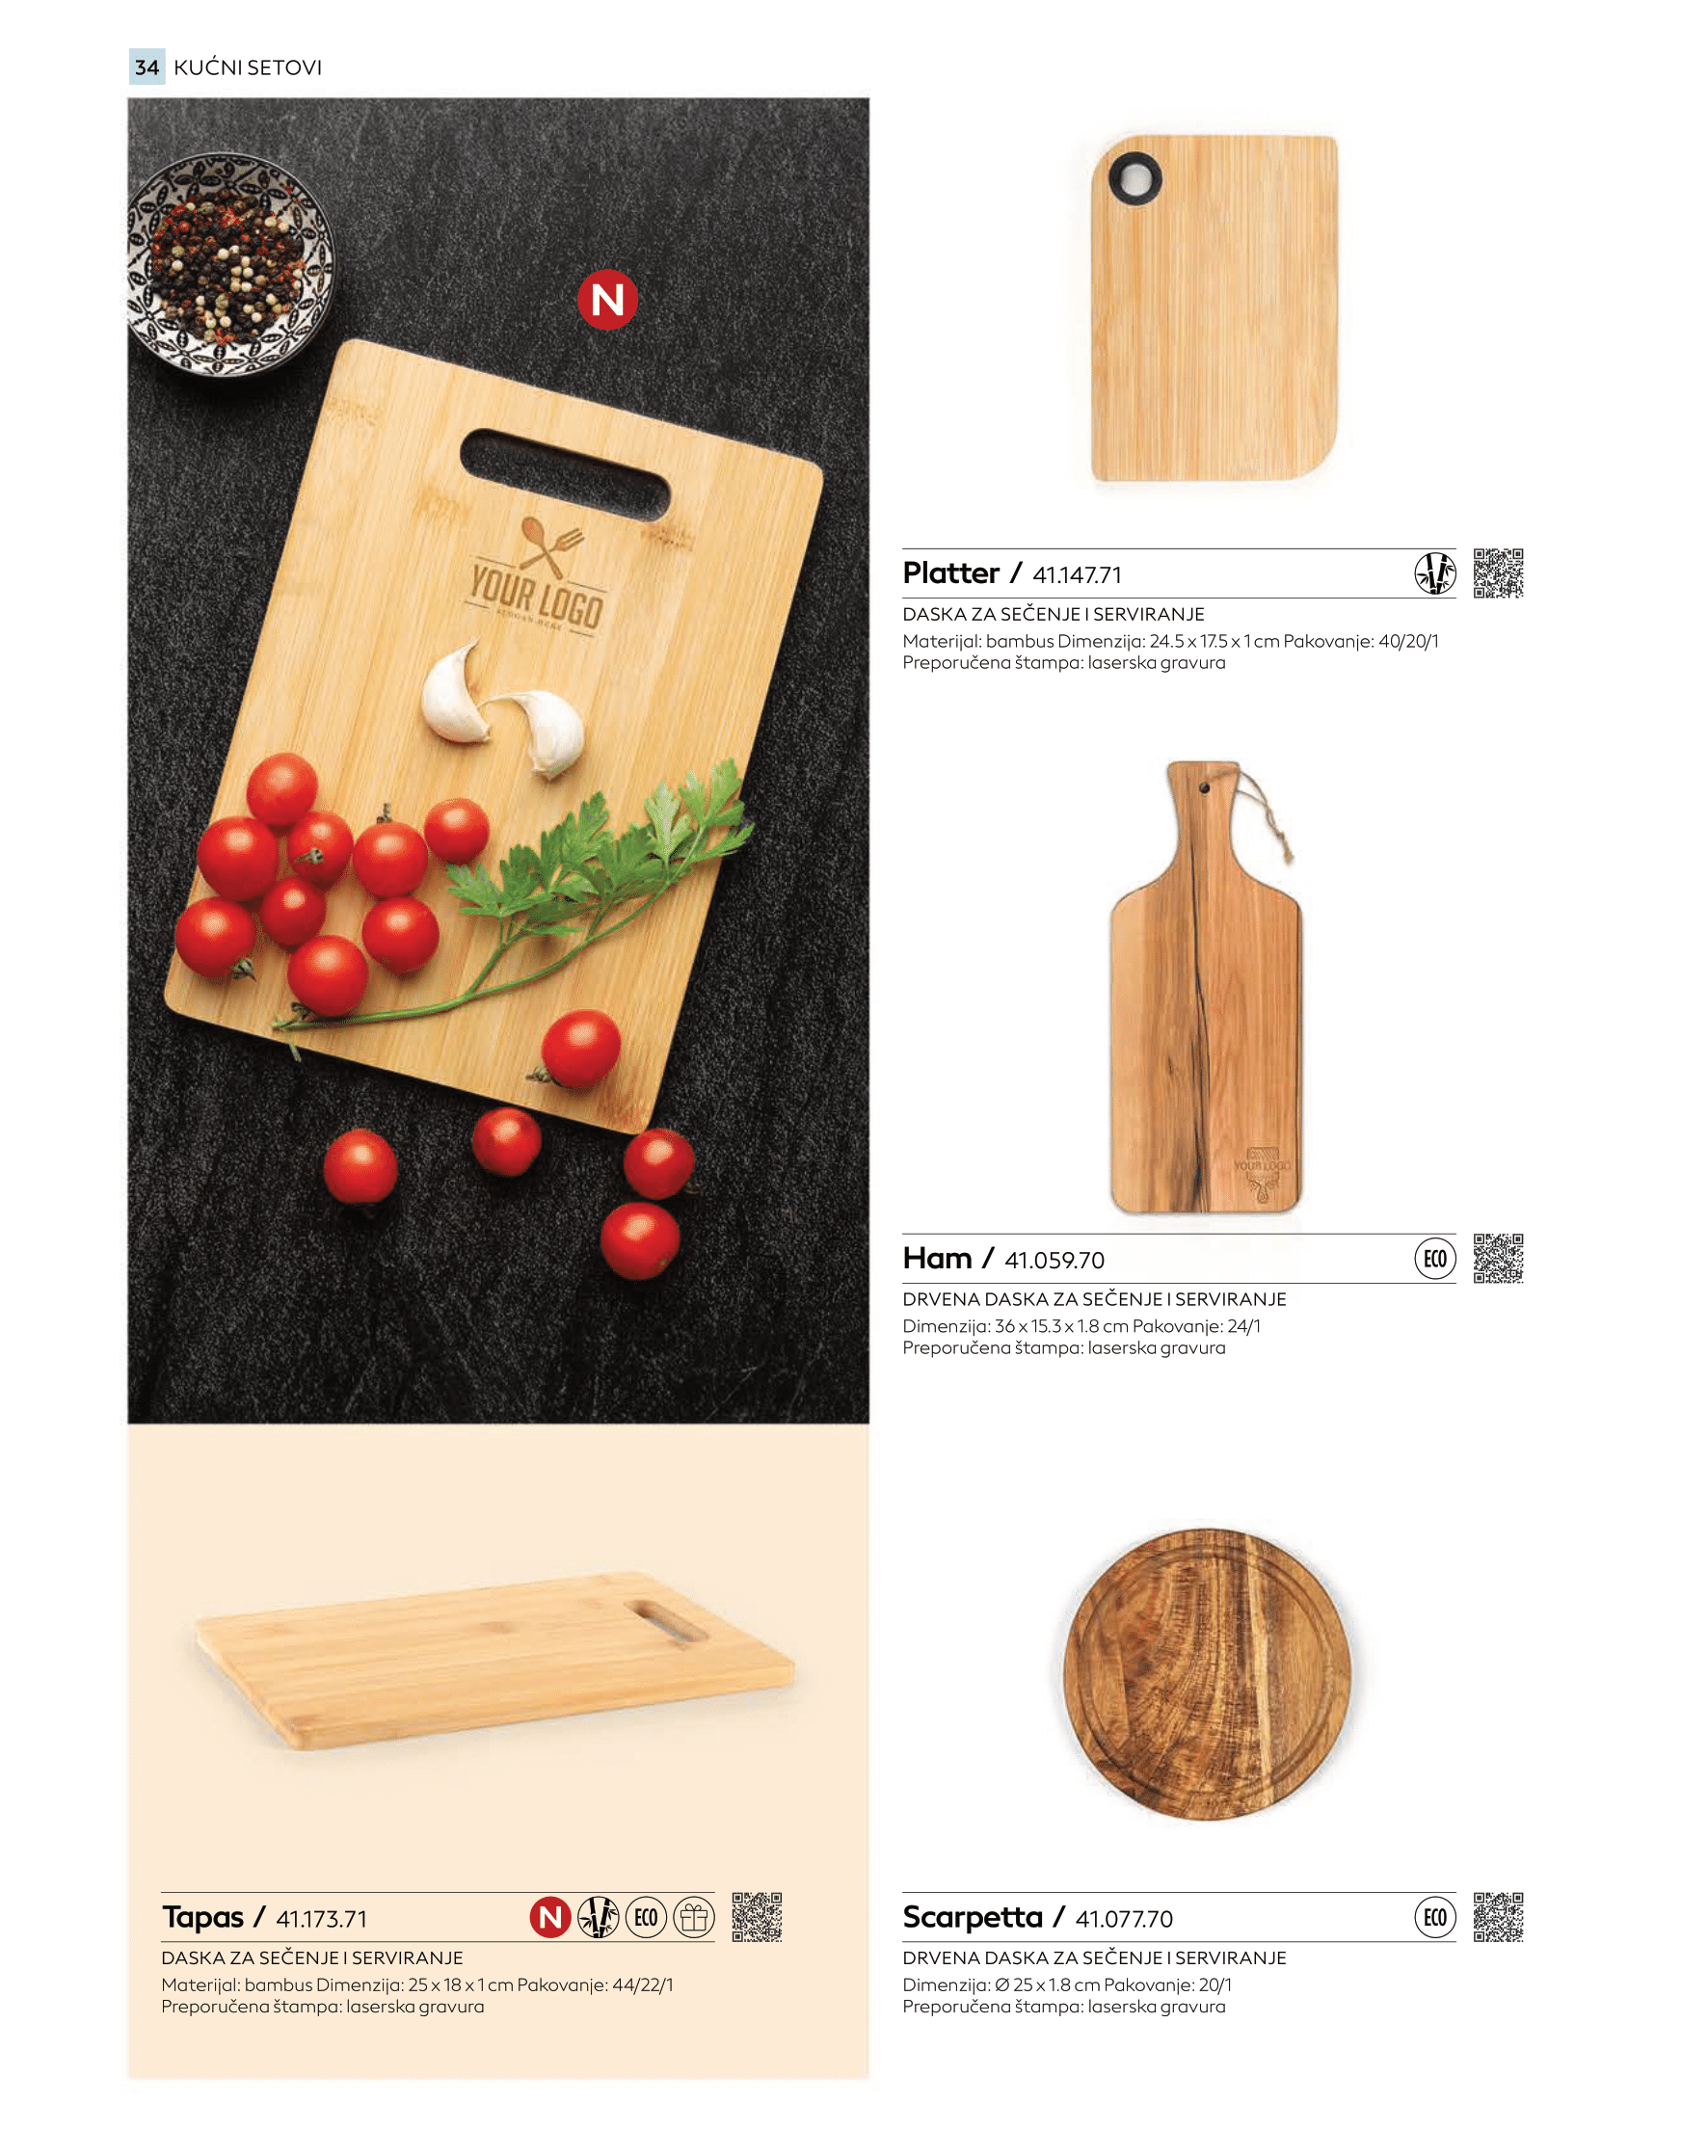 34 KUĆNI SETOVI
N
YOUR LOGO
SLOGAN HERE
Platter / 41.147.71
DASKA ZA SEČENJE I SERVIRANJE
Materijal: bambus Dimenzija: 24.5 x 17.5 x 1 cm Pakovanje: 40/20/1
Preporučena štampa: laserska gravura
YOUR LOGO
Ham / 41.059.70 ECO
DRVENA DASKA ZA SEČENJE I SERVIRANJE
Dimenzija: 36 x 15.3 x 1.8 cm Pakovanje: 24/1
Preporučena štampa: laserska gravura
Tapas / 41.173.71 N ECO
DASKA ZA SEČENJE I SERVIRANJE
Materijal: bambus Dimenzija: 25 x 18 x 1 cm Pakovanje: 44/22/1
Preporučena štampa: laserska gravura
Scarpetta / 41.077.70 ECO
DRVENA DASKA ZA SEČENJE I SERVIRANJE
Dimenzija: Ø 25 x 1.8 cm Pakovanje: 20/1
Preporučena štampa: laserska gravura